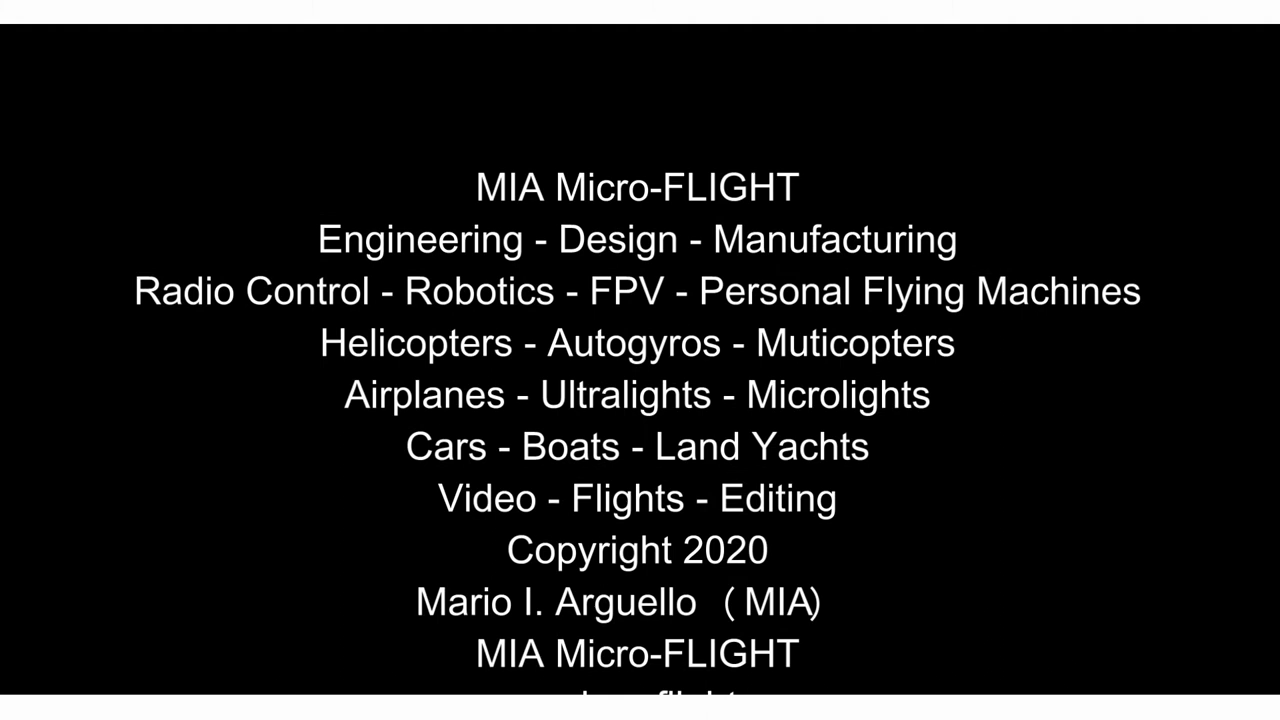 MIA Micro-FLIGHT
Engineering - Design - Manufacturing
Radio Control - Robotics - FPV - Personal Flying Machines
Helicopters - Autogyros - Muticopters
Airplanes - Ultralights - Microlights
Cars - Boats - Land Yachts
Video - Flights - Editing
Copyright 2020
Mario I. Arguello ( MIA)
MIA Micro-FLIGHT